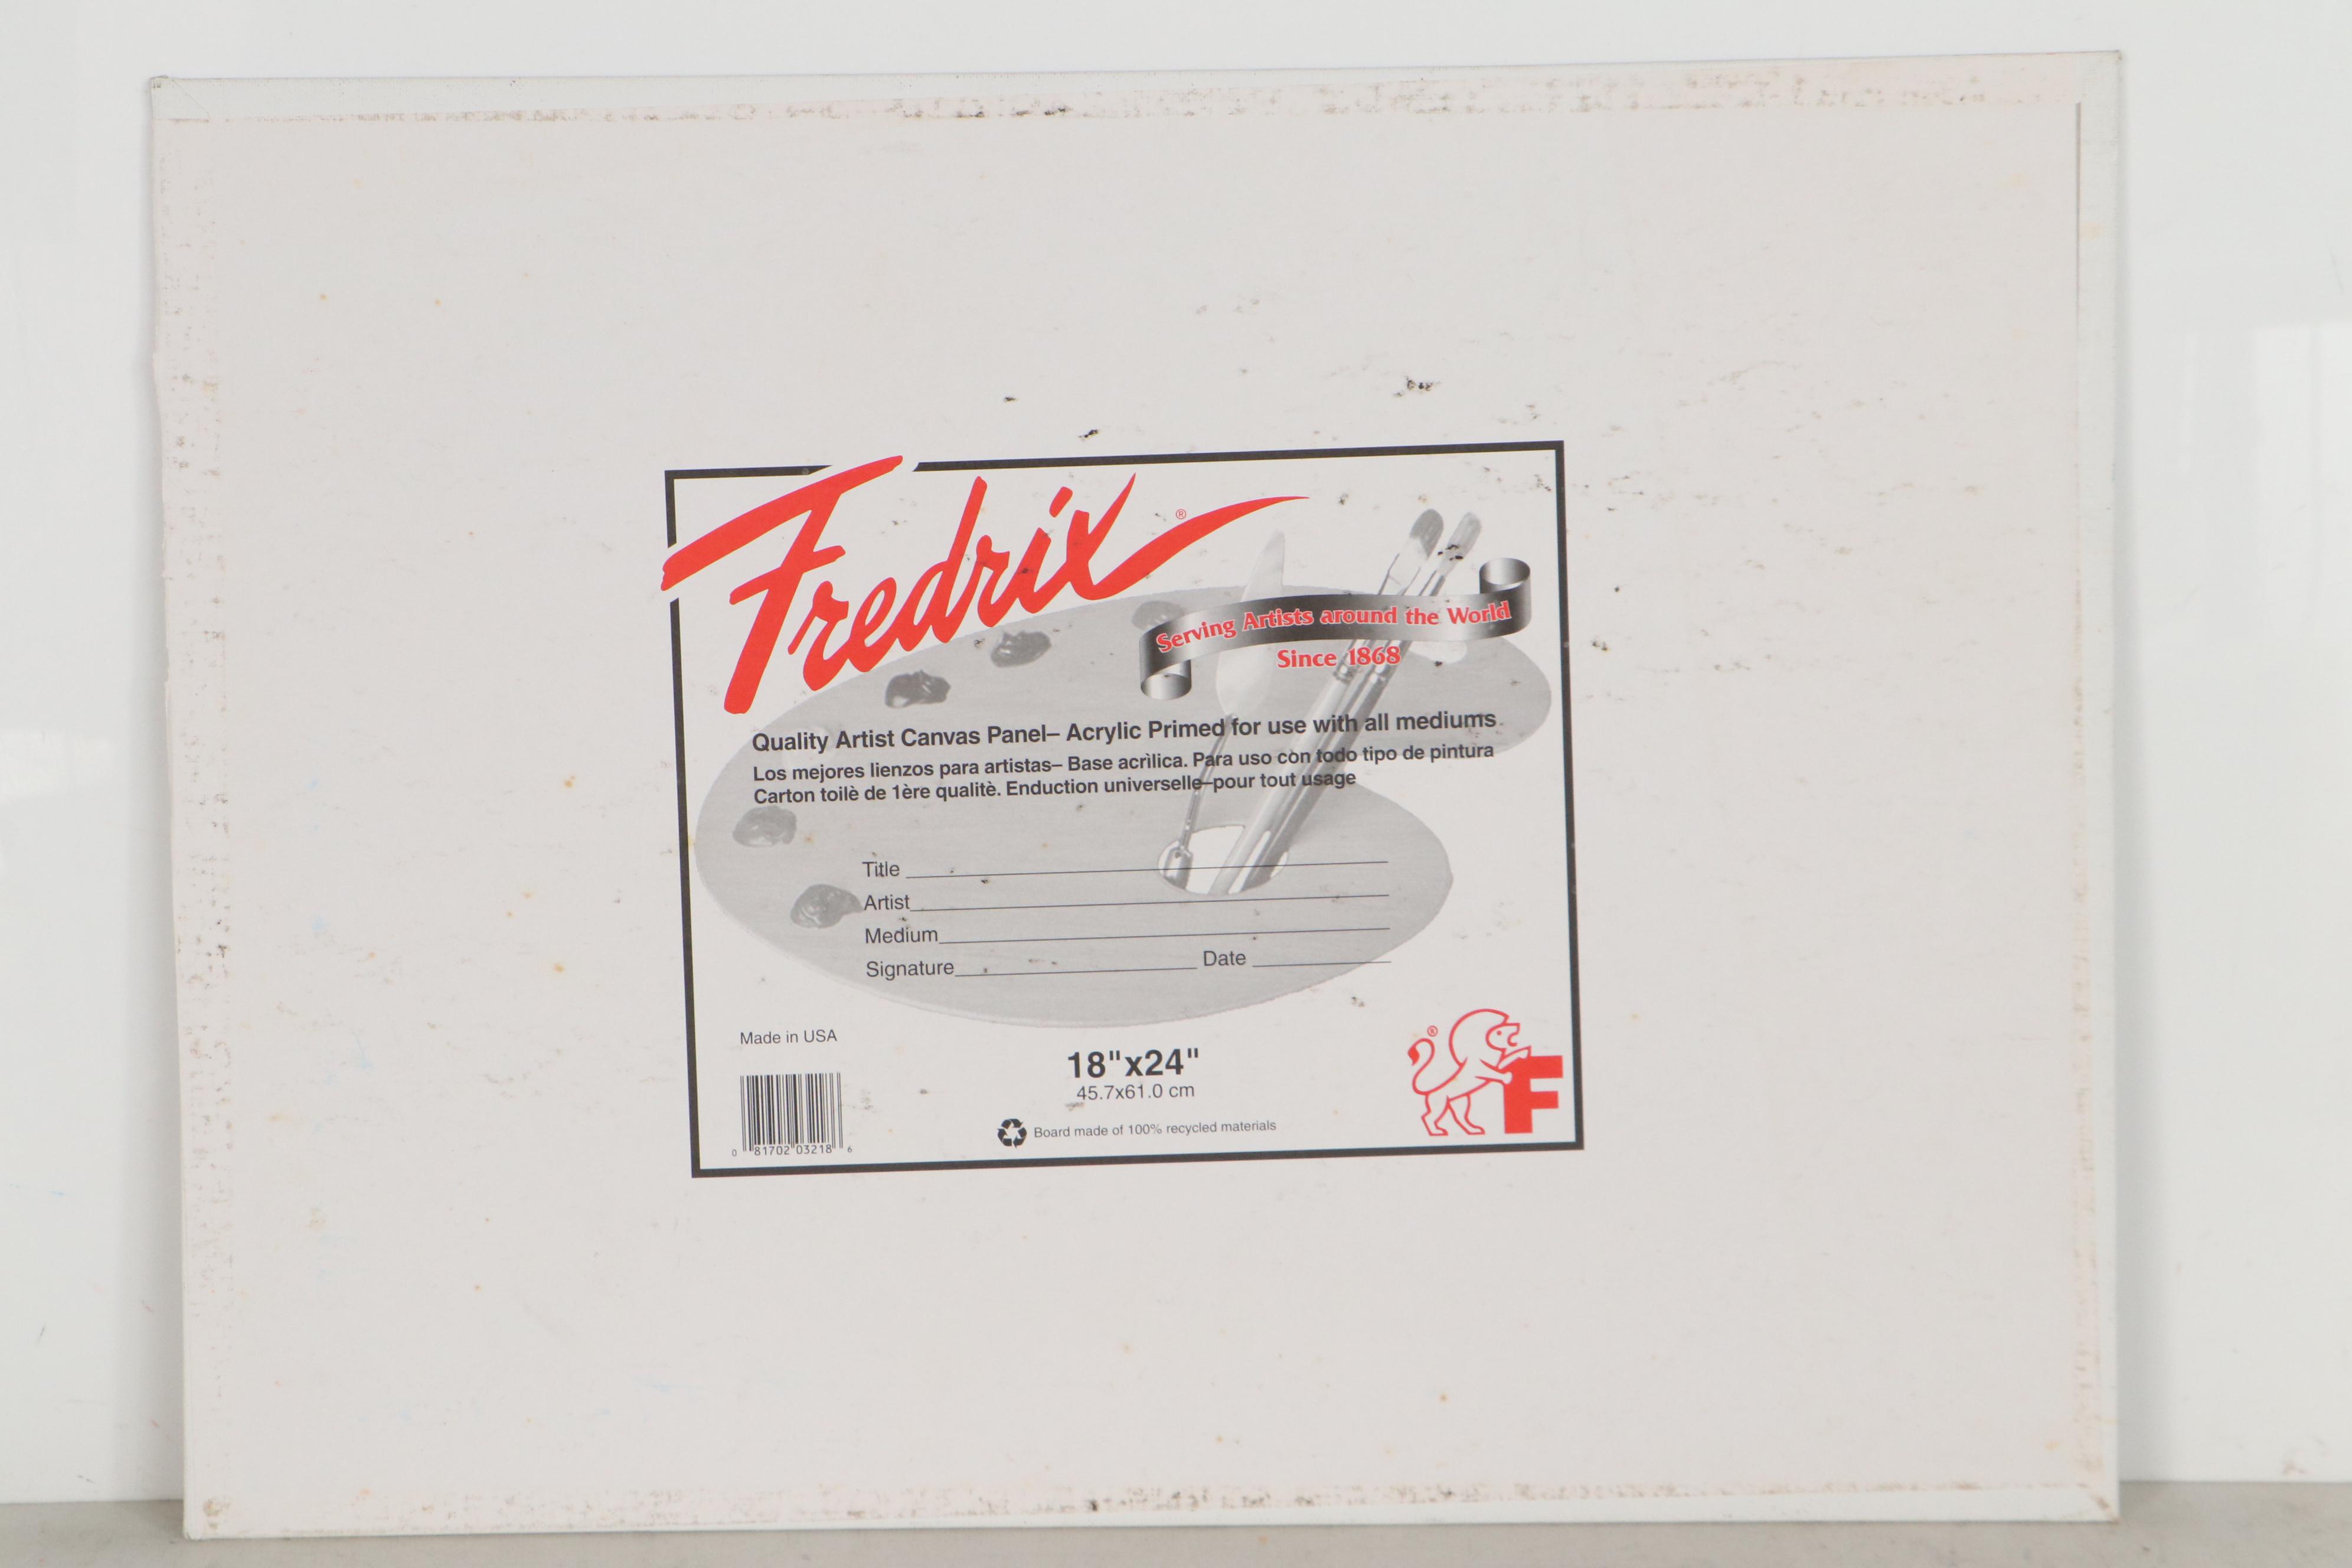 Fredrix®
Serving Artists around the World
Since 1868
Quality Artist Canvas Panel– Acrylic Primed for use with all mediums
Los mejores lienzos para artistas– Base acrìlica. Para uso còn todo tipo de pintura
Carton toilè de 1ère qualitè. Enduction universelle–pour tout usage
Title
Artist
Medium
Signature Date
Made in USA
18"x24"
45.7x61.0 cm
Board made of 100% recycled materials
0 81702 03218 6
® F